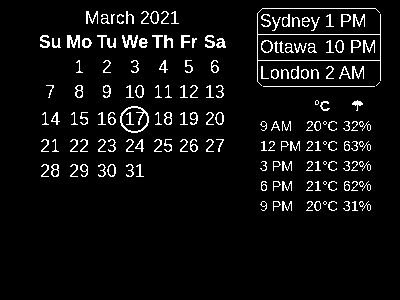 March 2021
Su Mo Tu We Th Fr Sa
1 2 3 4 5 6
7 8 9 10 11 12 13
14 15 16 17 18 19 20
21 22 23 24 25 26 27
28 29 30 31
Sydney 1 PM
Ottawa 10 PM
London 2 AM
°C ☂
9 AM 20°C 32%
12 PM 21°C 63%
3 PM 21°C 32%
6 PM 21°C 62%
9 PM 20°C 31%